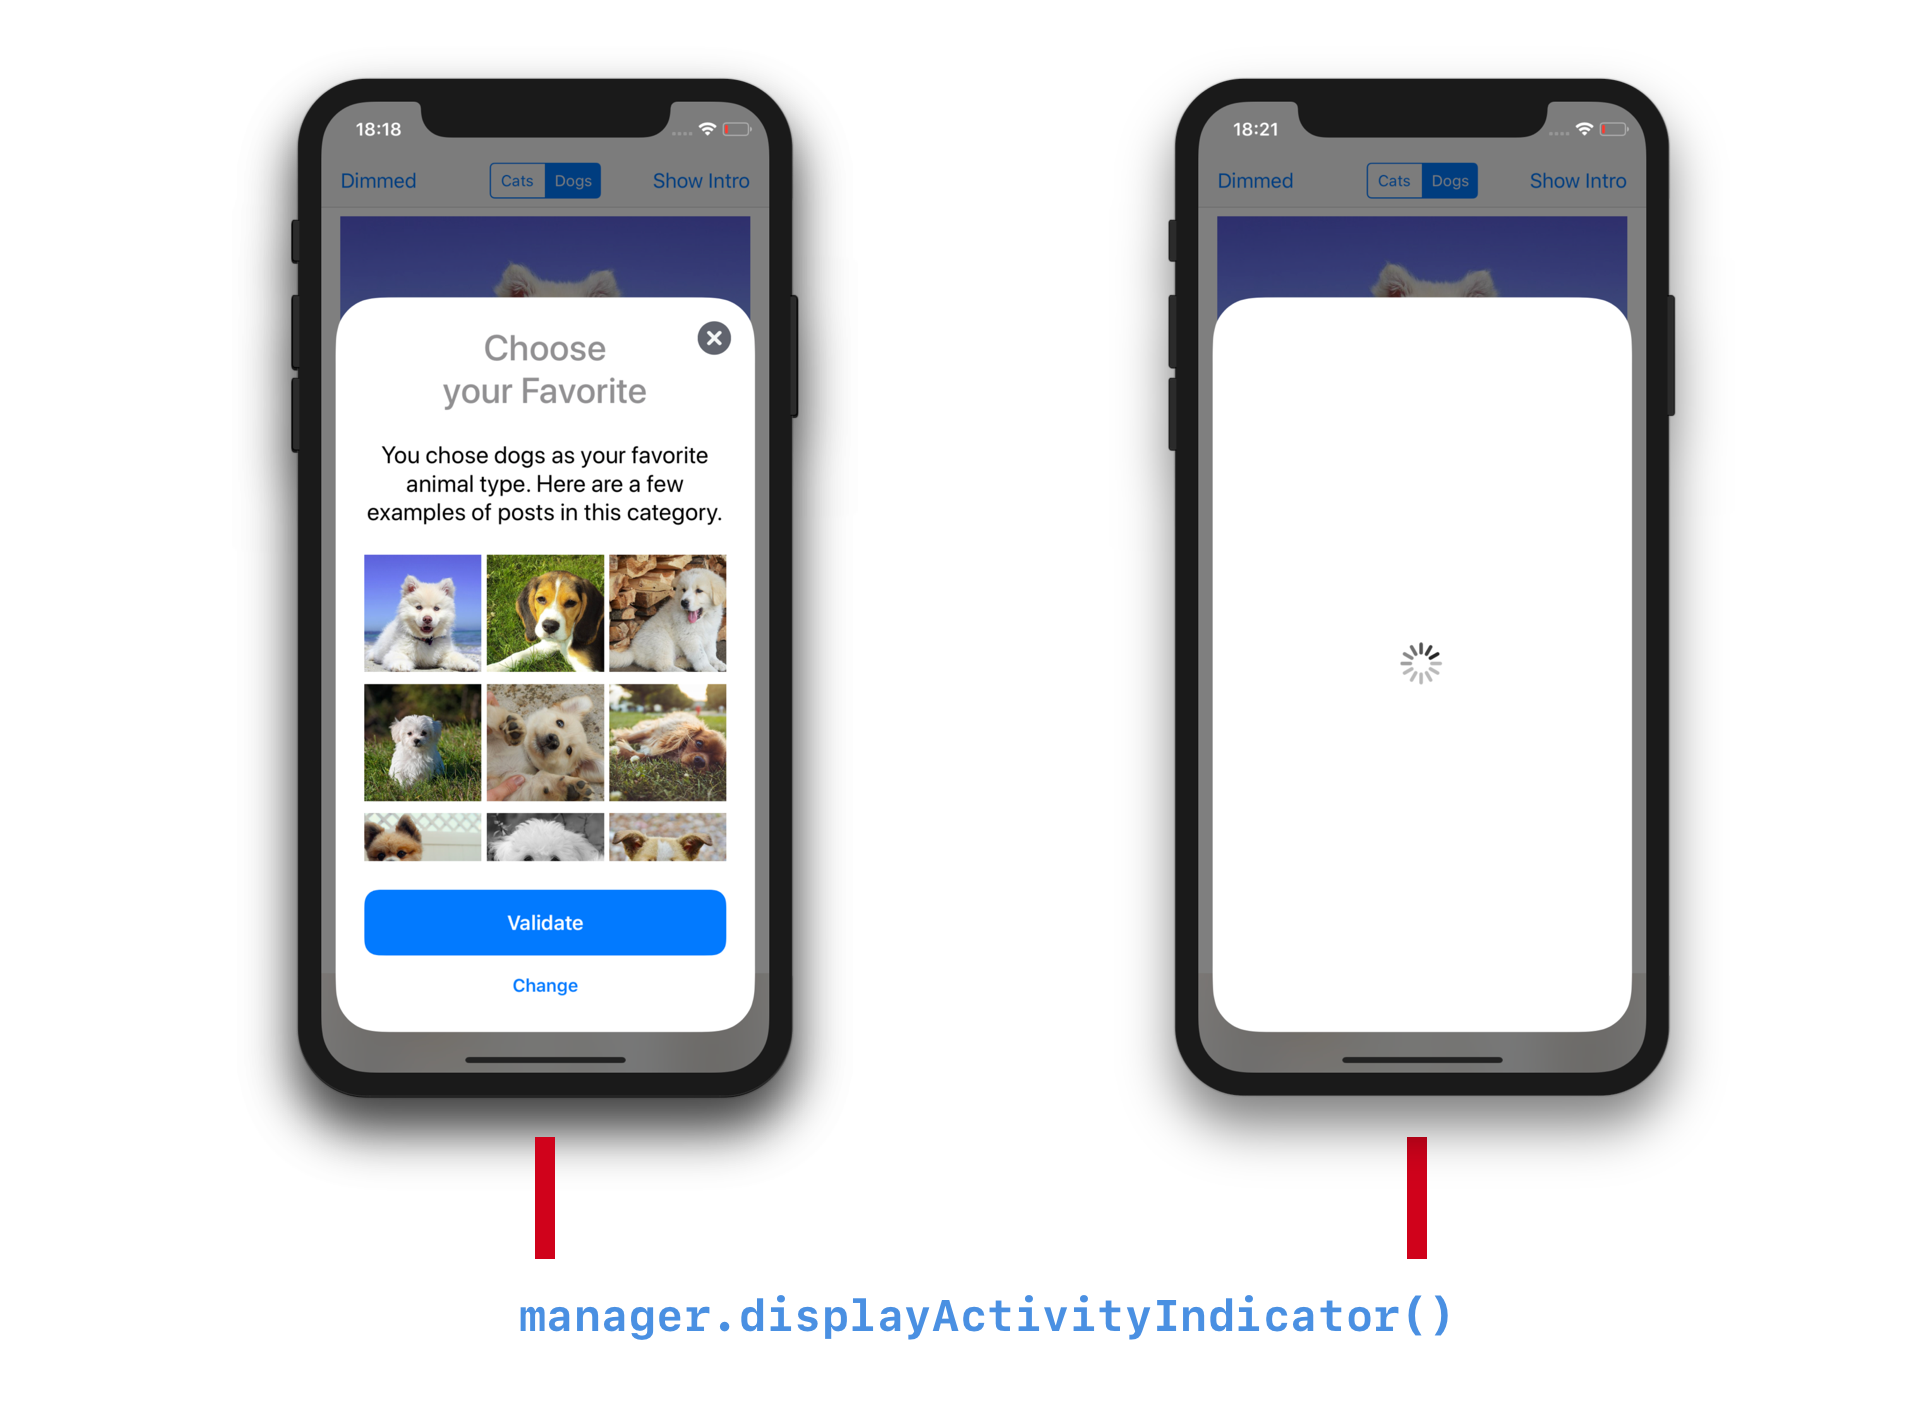 18:18
Dimmed Cats Dogs Show Intro
Choose
your Favorite
You chose dogs as your favorite
animal type. Here are a few
examples of posts in this category.
Validate
Change
18:21
Dimmed Cats Dogs Show Intro
manager.displayActivityIndicator()